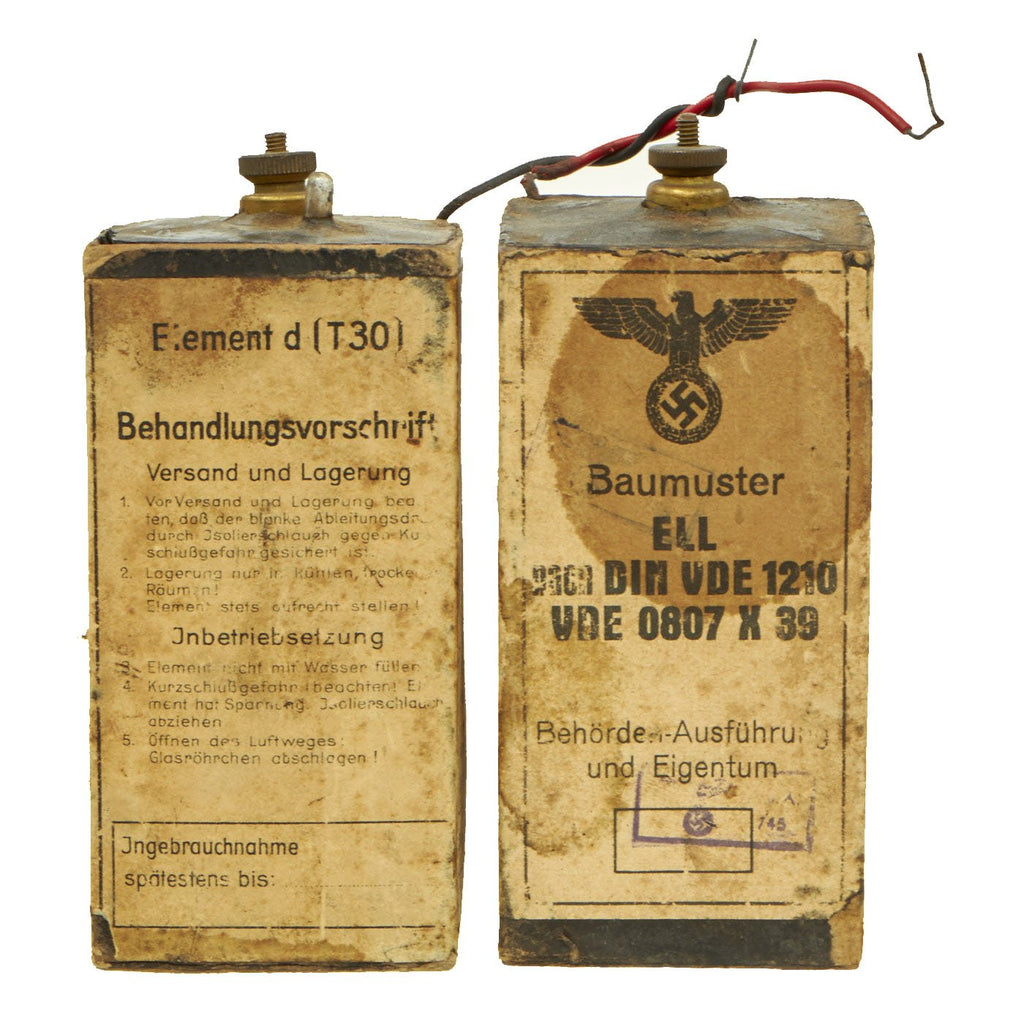 Element d (T30)
Behandlungsvorschrift
Versand und Lagerung
1. Vor Versand und Lagerung
ten, daß der blanke
durch Isolierschlauch gegen
schlußgefahr gesichert ist.
2. Lagerung nur in kühlen,
Räumen!
Element stets aufrecht stellen!
Inbetriebsetzung
3. Element nicht mit Wasser füllen
4. Kurzschlußgefahr beachten!
ment hat Spannung. Isolierschlauch
abziehen
5. Öffnen des Luftweges:
Glasröhrchen abschlagen!
Ingebrauchnahme
spätestens bis:
Baumuster
ELL
nach DIN VDE 1210
VDE 0807 X 39
Behörden-Ausführung
und Eigentum